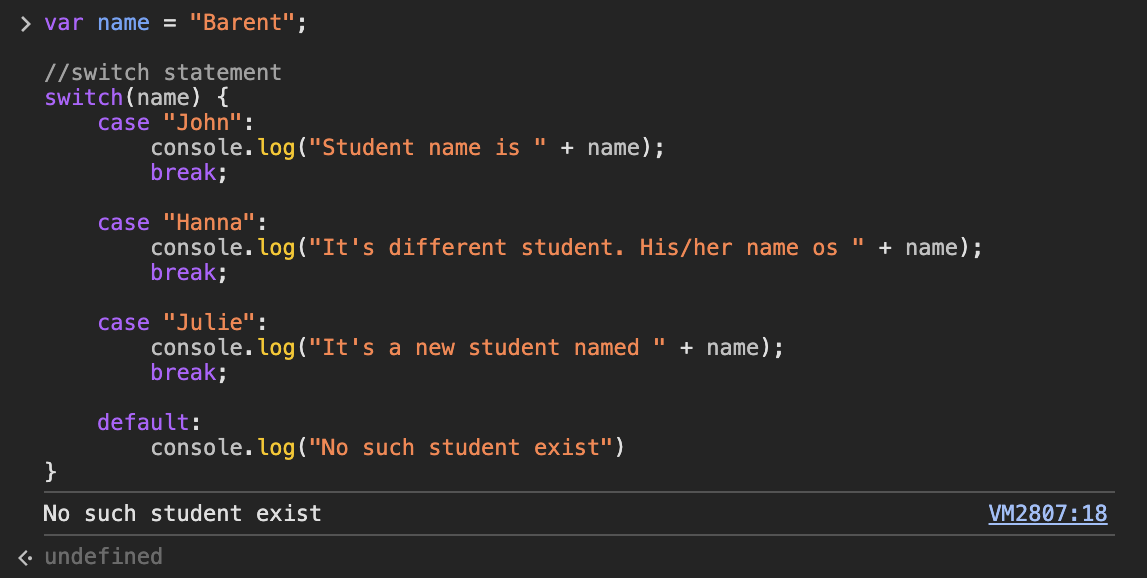 > var name = "Barent";
//switch statement
switch(name) {
    case "John":
        console.log("Student name is " + name);
        break;
    case "Hanna":
        console.log("It's different student. His/her name os " + name);
        break;
    case "Julie":
        console.log("It's a new student named " + name);
        break;
    default:
        console.log("No such student exist")
}
No such student exist VM2807:18
undefined